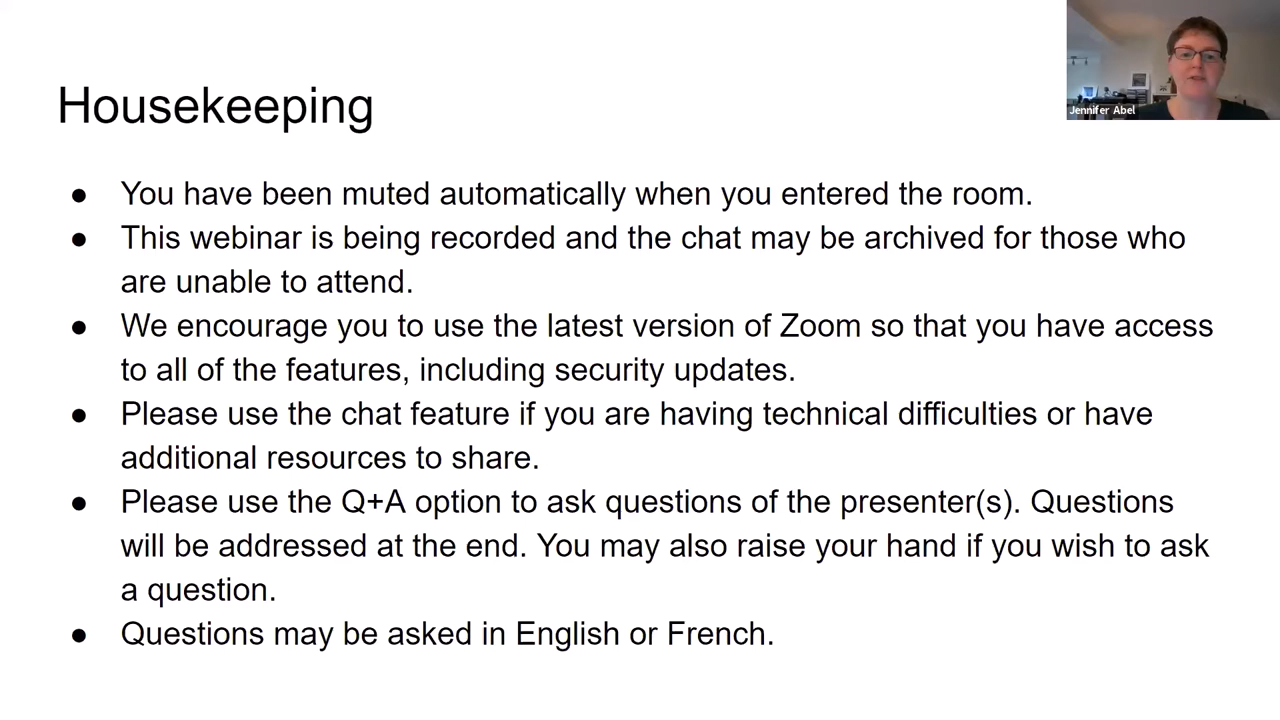 Jennifer Abel
Housekeeping
● You have been muted automatically when you entered the room.
● This webinar is being recorded and the chat may be archived for those who
are unable to attend.
● We encourage you to use the latest version of Zoom so that you have access
to all of the features, including security updates.
● Please use the chat feature if you are having technical difficulties or have
additional resources to share.
● Please use the Q+A option to ask questions of the presenter(s). Questions
will be addressed at the end. You may also raise your hand if you wish to ask
a question.
● Questions may be asked in English or French.